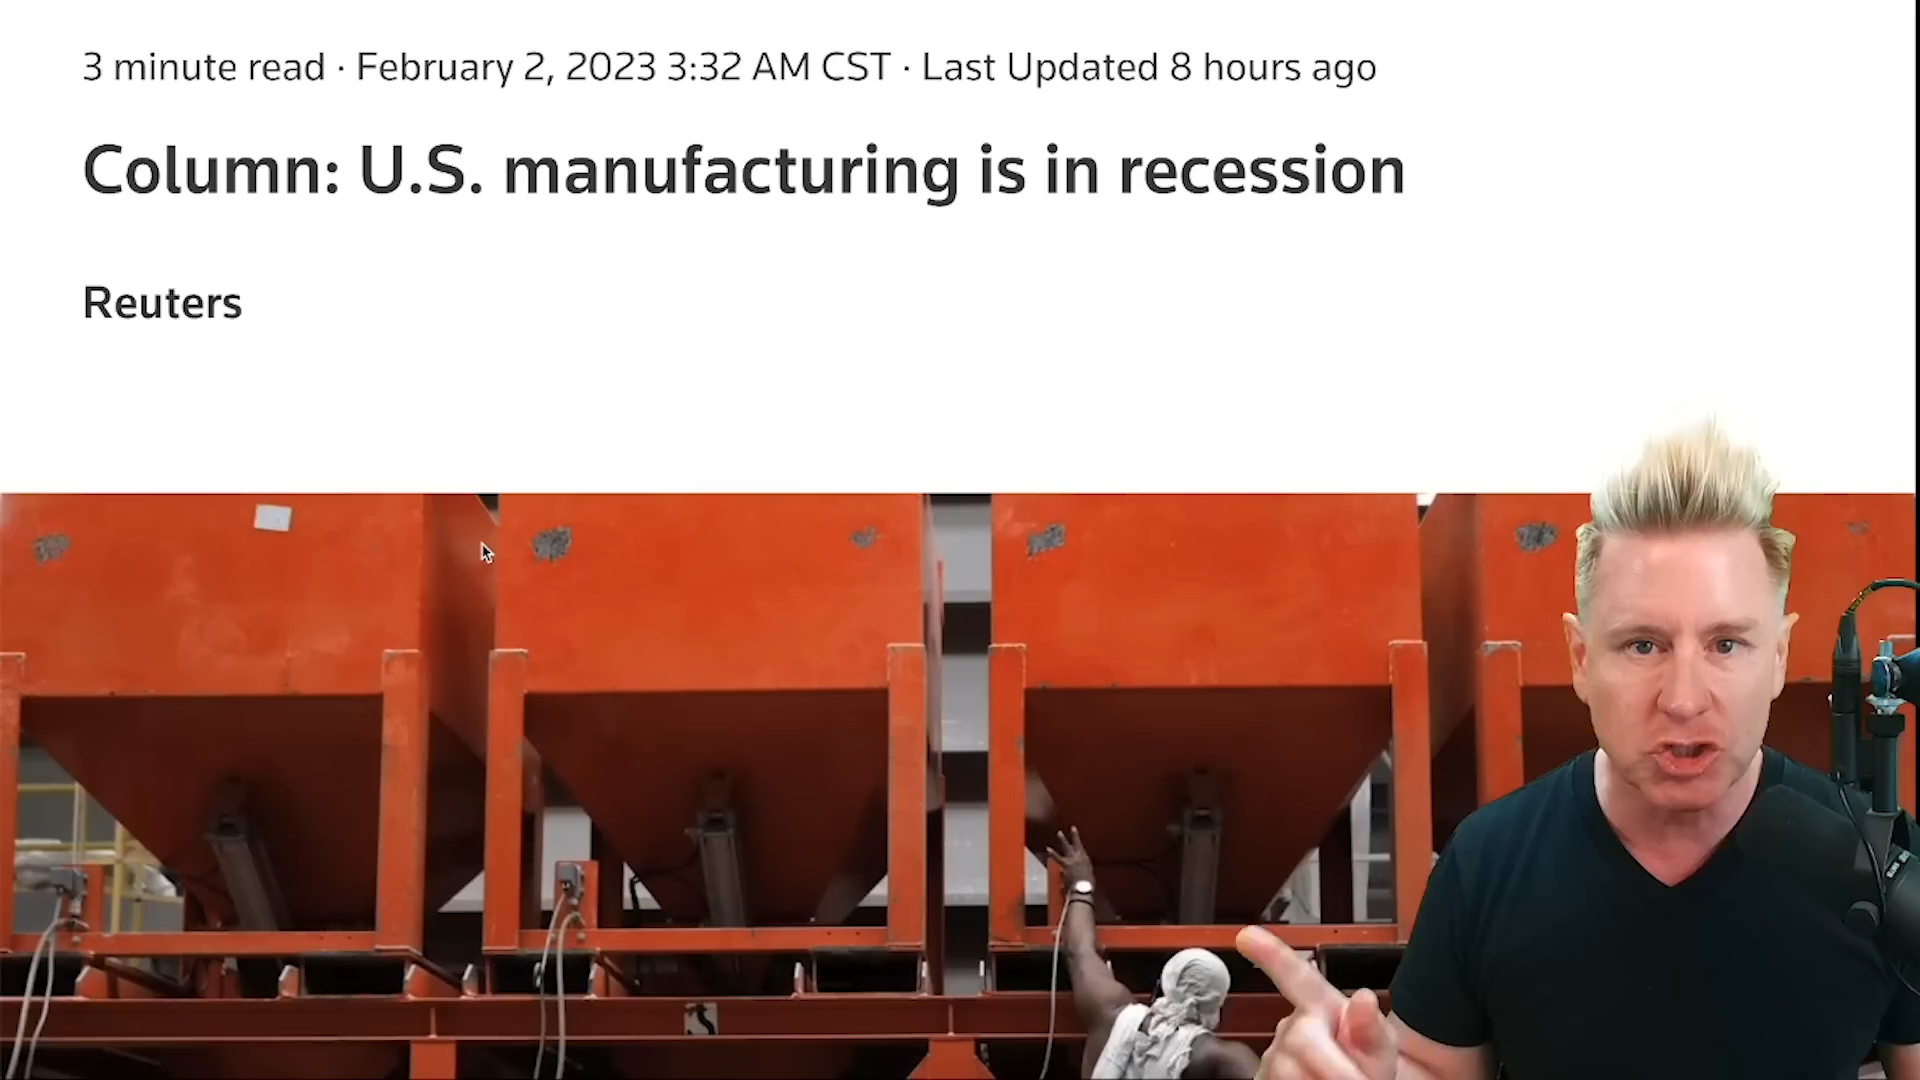 3 minute read · February 2, 2023 3:32 AM CST · Last Updated 8 hours ago
Column: U.S. manufacturing is in recession
Reuters